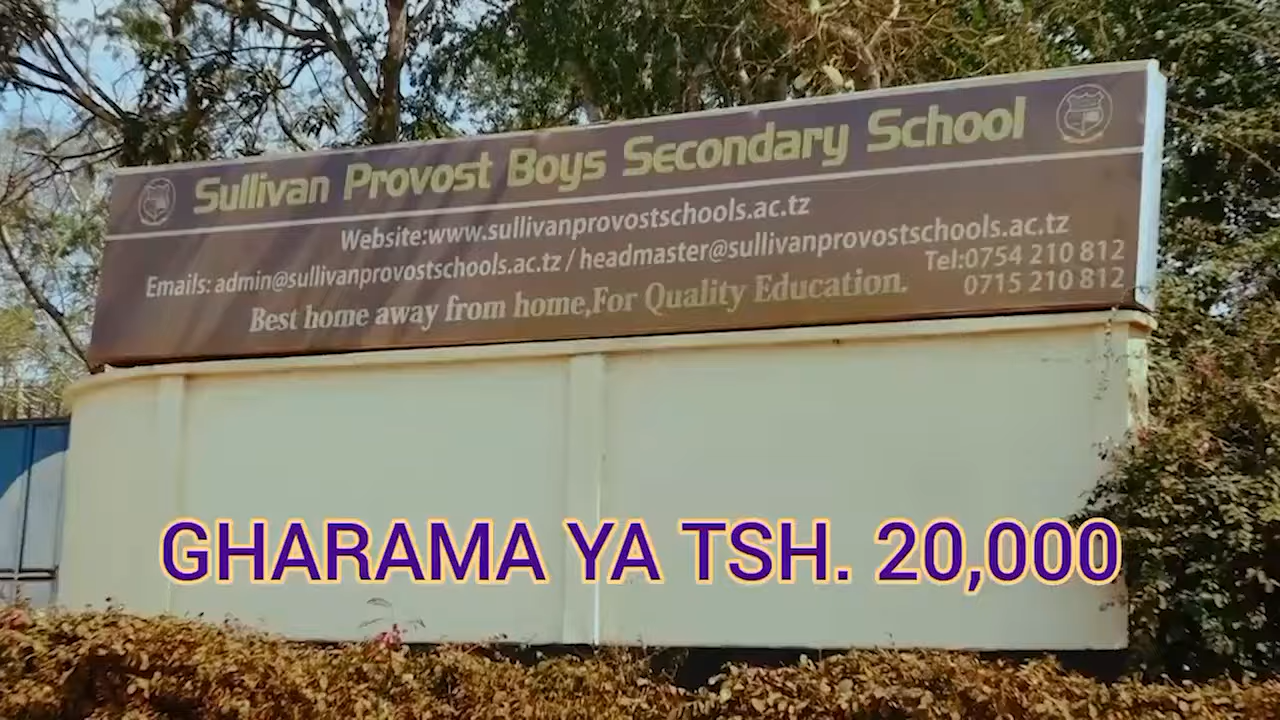 Sullivan Provost Boys Secondary School
Website:www.sullivanprovostschools.ac.tz
Emails: admin@sullivanprovostschools.ac.tz / headmaster@sullivanprovostschools.ac.tz
Tel:0754 210 812
0715 210 812
Best home away from home,For Quality Education.
GHARAMA YA TSH. 20,000